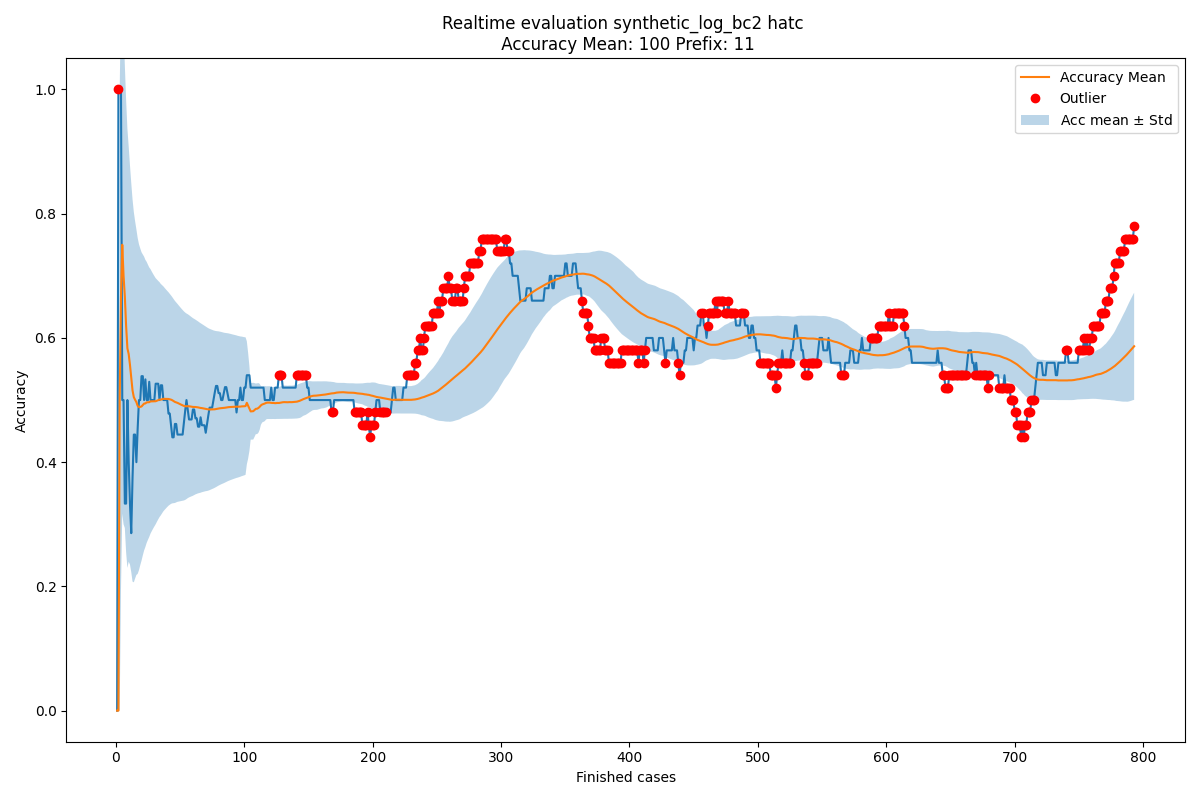 Realtime evaluation synthetic_log_bc2 hatc
Accuracy Mean: 100 Prefix: 11
Accuracy Mean
Outlier
Acc mean ± Std
Accuracy
1.0
0.8
0.6
0.4
0.2
0.0
0 100 200 300 400 500 600 700 800
Finished cases